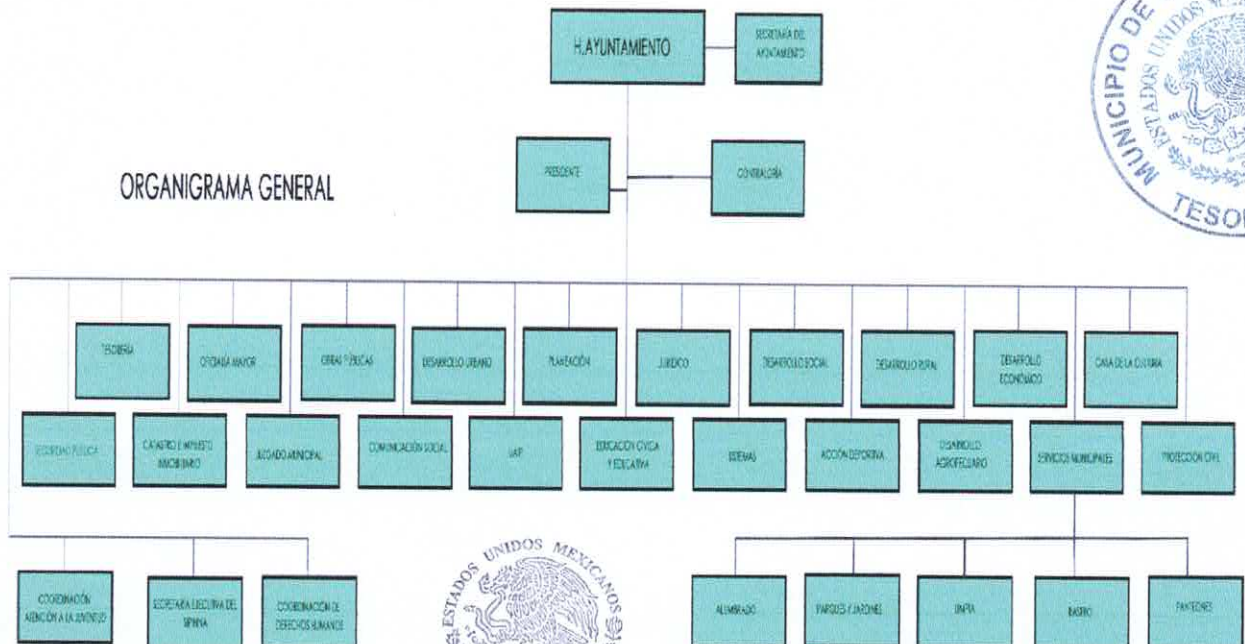 H. AYUNTAMIENTO
SECRETARÍA DEL
AYUNTAMIENTO
MUNICIPIO DE
ESTADOS UNIDOS
ORGANIGRAMA GENERAL
PRESIDENTE
CONTRALORÍA
TESORERÍA
OFICIALÍA MAYOR
OBRAS PÚBLICAS
DESARROLLO URBANO
PLANEACIÓN
JURÍDICO
DESARROLLO SOCIAL
DESARROLLO RURAL
DESARROLLO
ECONÓMICO
CASA DE LA CULTURA
SEGURIDAD PÚBLICA
CATASTRO E IMPUESTO
INMOBILIARIO
JUZGADO MUNICIPAL
COMUNICACIÓN SOCIAL
UAIP
EDUCACIÓN CÍVICA
Y EDUCATIVA
SISTEMAS
ACCIÓN DEPORTIVA
DESARROLLO
AGROPECUARIO
SERVICIOS MUNICIPALES
PROTECCIÓN CIVIL
COORDINACIÓN
ATENCIÓN A LA JUVENTUD
SECRETARÍA EJECUTIVA DEL
SIPINNA
COORDINACIÓN DE
DERECHOS HUMANOS
ESTADOS UNIDOS MEXICANOS
ALUMBRADO
PARQUES Y JARDINES
LIMPIA
RASTRO
PANTEONES